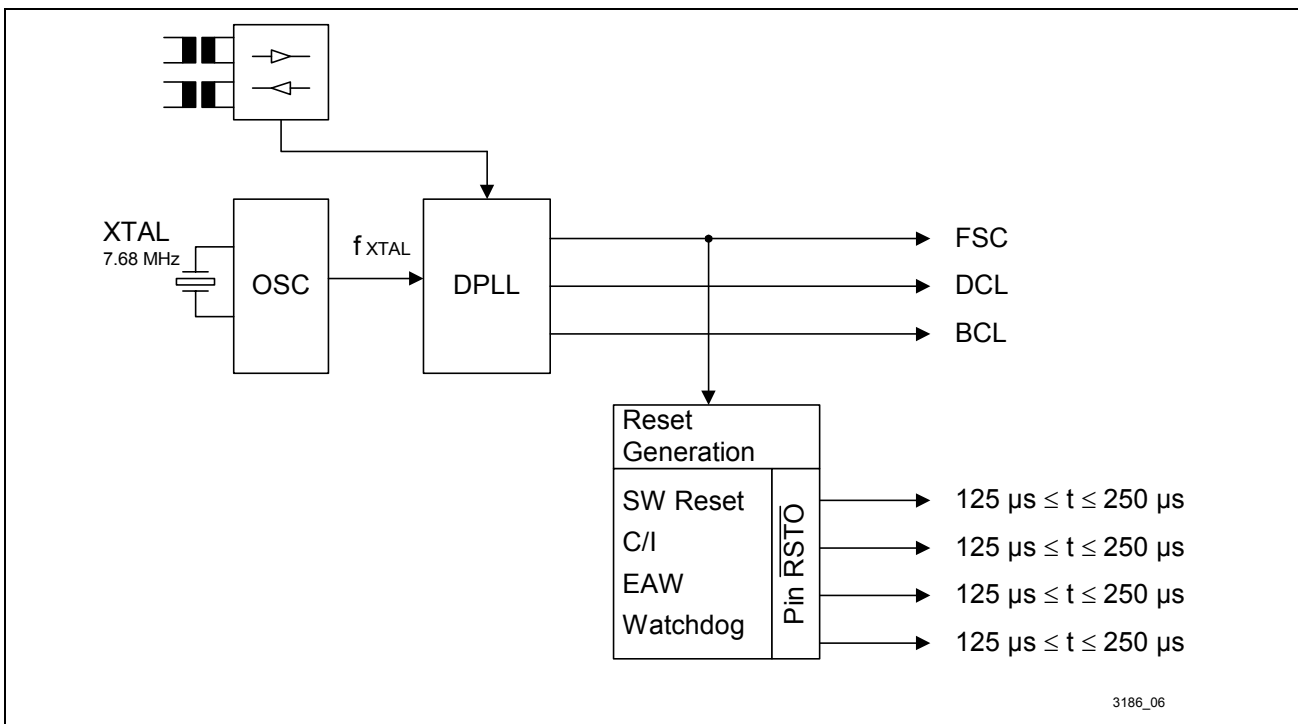 XTAL
7.68 MHz
OSC
f XTAL
DPLL
FSC
DCL
BCL
Reset
Generation
SW Reset
C/I
EAW
Watchdog
Pin RSTO
125 µs ≤ t ≤ 250 µs
125 µs ≤ t ≤ 250 µs
125 µs ≤ t ≤ 250 µs
125 µs ≤ t ≤ 250 µs
3186_06